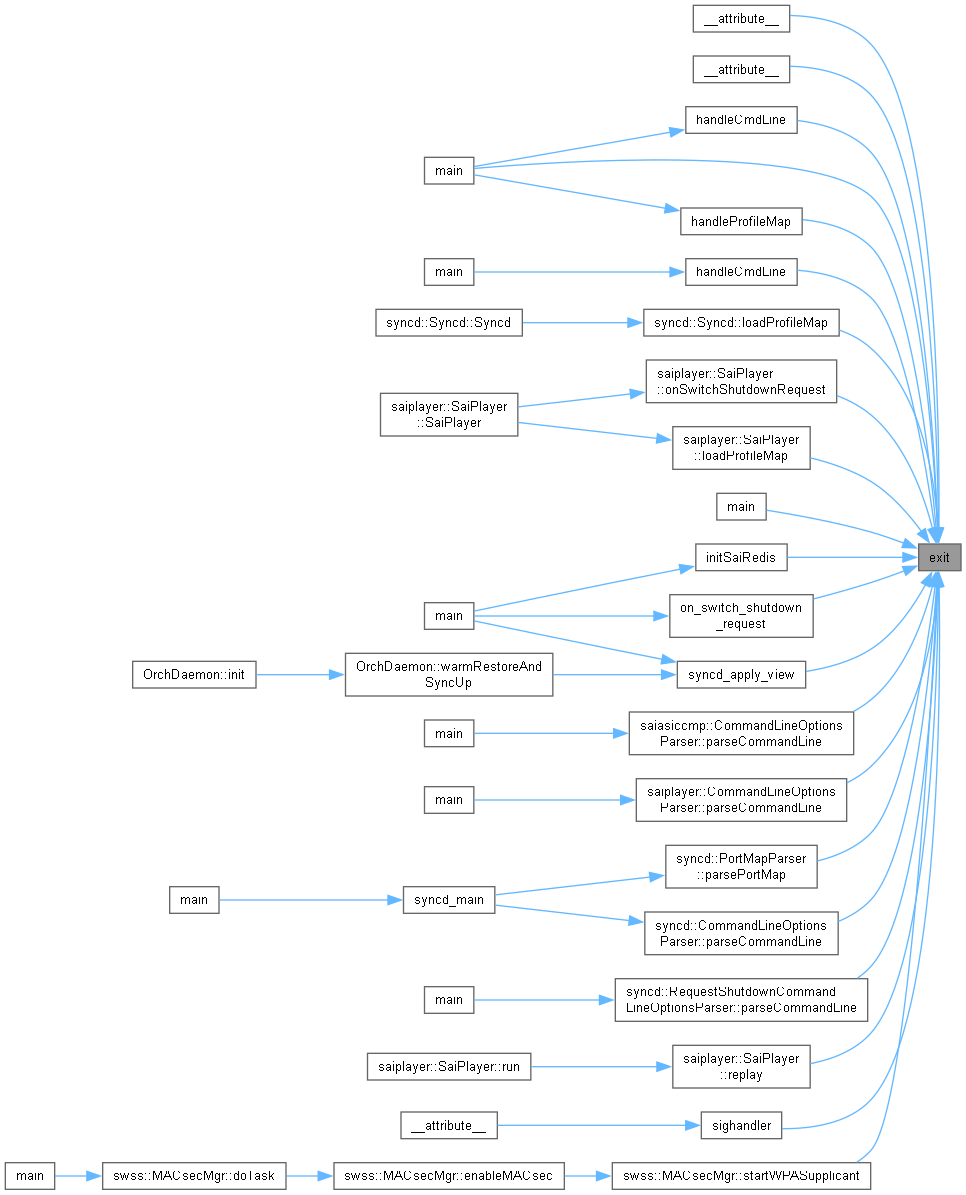 __attribute__
__attribute__
handleCmdLine
main
handleProfileMap
main
handleCmdLine
syncd::Syncd::Syncd
syncd::Syncd::loadProfileMap
saiplayer::SaiPlayer
::onSwitchShutdownRequest
saiplayer::SaiPlayer
::SaiPlayer
saiplayer::SaiPlayer
::loadProfileMap
main
exit
initSaiRedis
main
on_switch_shutdown
_request
OrchDaemon::init
OrchDaemon::warmRestoreAnd
SyncUp
syncd_apply_view
main
saiasiccmp::CommandLineOptions
Parser::parseCommandLine
main
saiplayer::CommandLineOptions
Parser::parseCommandLine
syncd::PortMapParser
::parsePortMap
main
syncd_main
syncd::CommandLineOptions
Parser::parseCommandLine
main
syncd::RequestShutdownCommand
LineOptionsParser::parseCommandLine
saiplayer::SaiPlayer::run
saiplayer::SaiPlayer
::replay
__attribute__
sighandler
main
swss::MACsecMgr::doTask
swss::MACsecMgr::enableMACsec
swss::MACsecMgr::startWPASupplicant